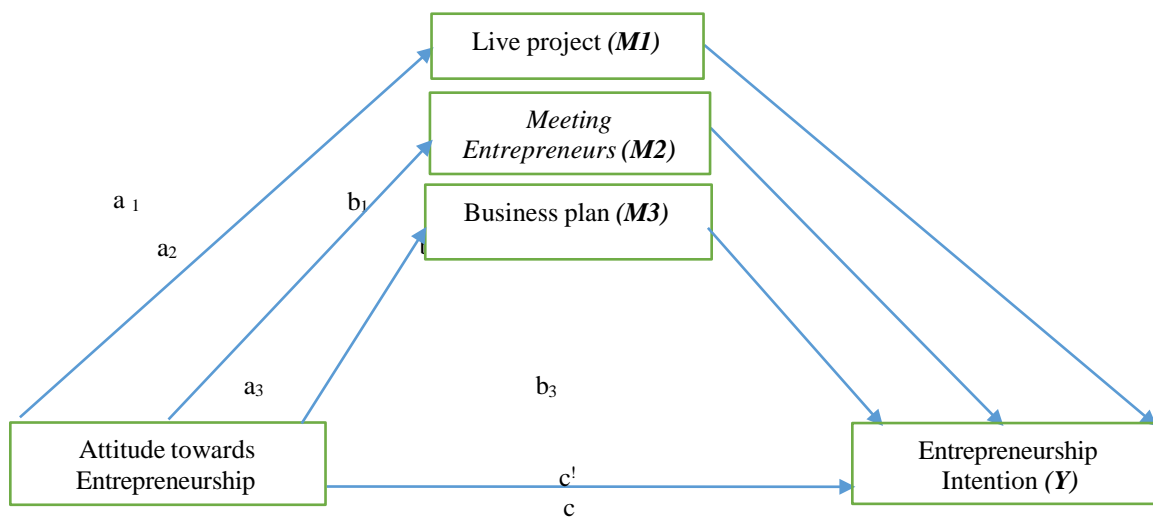 Live project (M1)
Meeting
Entrepreneurs (M2)
a 1
b1
Business plan (M3)
a2
a3
b3
Attitude towards
Entrepreneurship
Entrepreneurship
Intention (Y)
c!
c